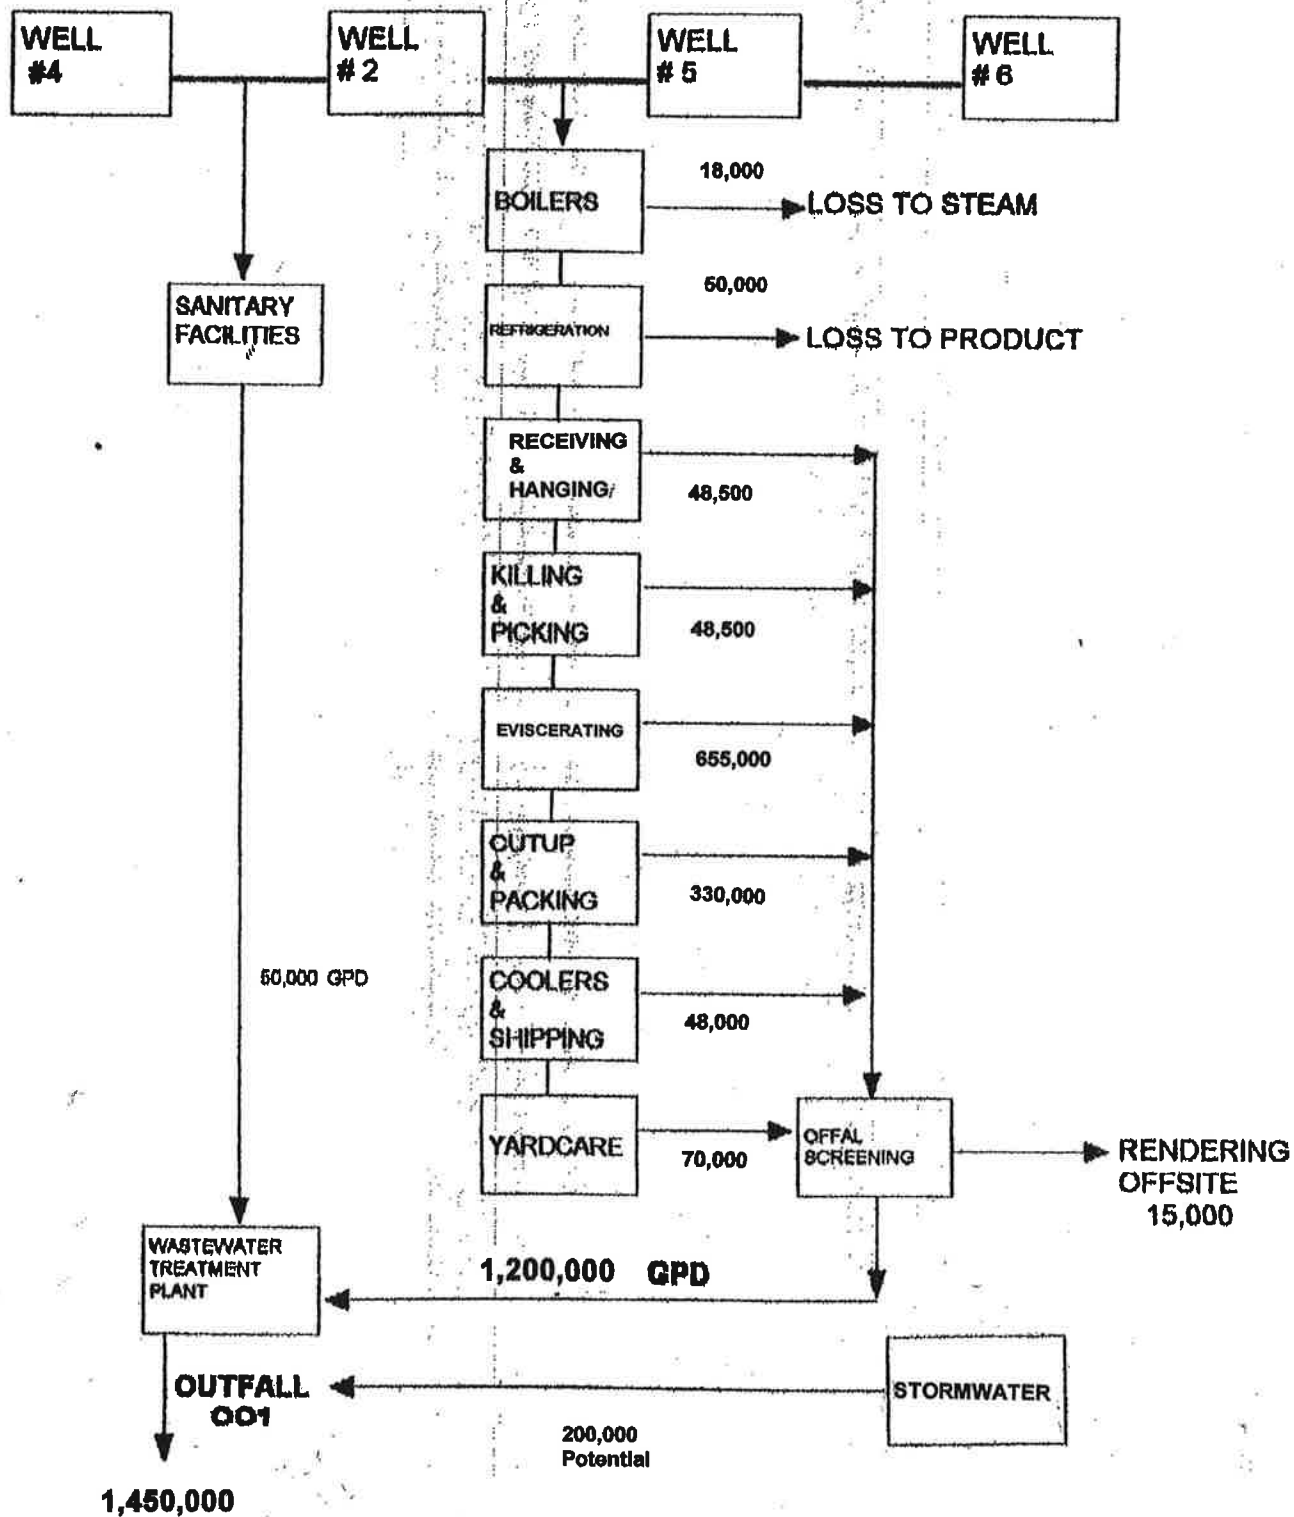 WELL
#4
WELL
# 2
WELL
# 5
WELL
# 6
BOILERS
18,000
LOSS TO STEAM
SANITARY
FACILITIES
REFRIGERATION
50,000
LOSS TO PRODUCT
RECEIVING
&
HANGING
48,500
KILLING
&
PICKING
48,500
EVISCERATING
655,000
CUTUP
&
PACKING
330,000
50,000 GPD
COOLERS
&
SHIPPING
48,000
YARDCARE
70,000
OFFAL
SCREENING
RENDERING
OFFSITE
15,000
WASTEWATER
TREATMENT
PLANT
1,200,000 GPD
OUTFALL
001
STORMWATER
200,000
Potential
1,450,000